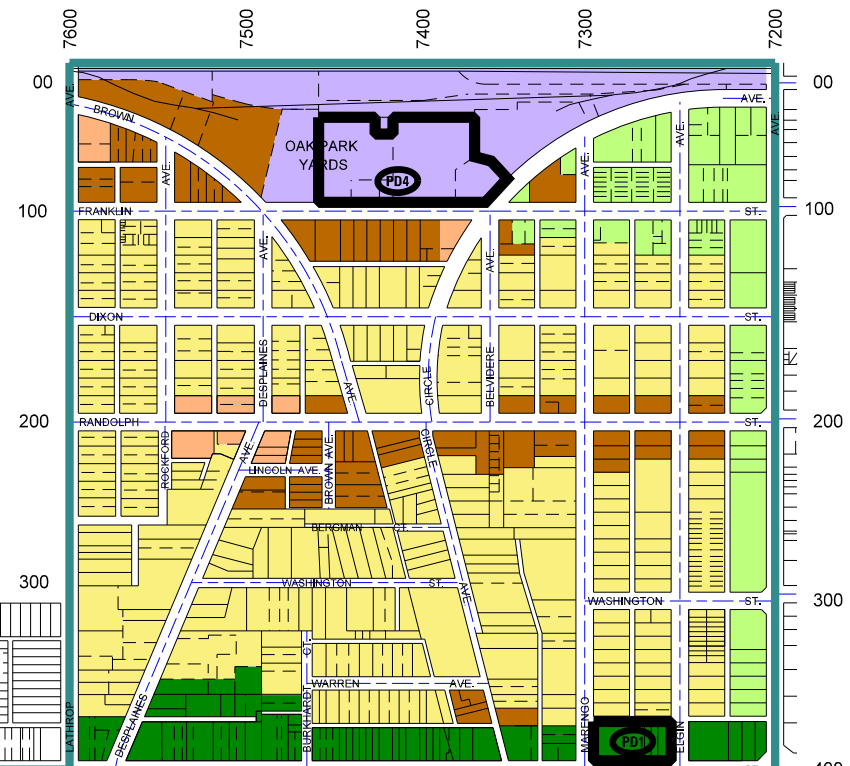 7600
7500
7400
7300
7200
00
00
AVE.
BROWN
AVE.
AVE.
AVE.
OAK PARK
YARDS
PD4
AVE.
AVE.
100
100
FRANKLIN
ST.
AVE.
AVE.
DIXON
ST.
DESPLAINES
AVE
CIRCLE
BELVIDERE
200
200
RANDOLPH
ST.
ROCKFORD
AVE.
BROWN AVE.
CIRCLE
LINCOLN AVE.
BERGMAN
ST.
300
300
WASHINGTON
ST.
AVE
WASHINGTON
ST.
CT.
BURKHARDT
WARREN
AVE.
LATHROP
DESPLAINES
MARENGO
PD1
ELGIN